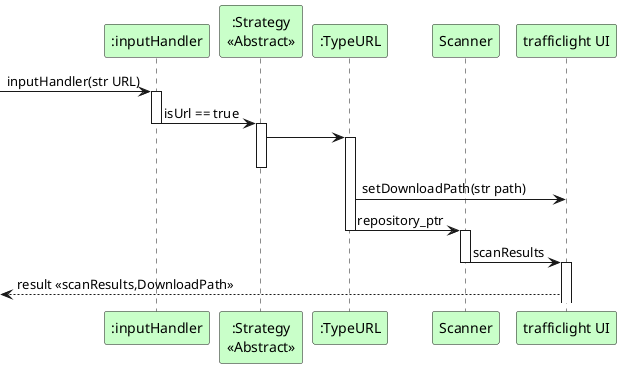 :inputHandler
:Strategy
«Abstract»
:TypeURL
Scanner
trafficlight UI
inputHandler(str URL)
isUrl == true
setDownloadPath(str path)
repository_ptr
scanResults
result «scanResults,DownloadPath»
:inputHandler
:Strategy
«Abstract»
:TypeURL
Scanner
trafficlight UI